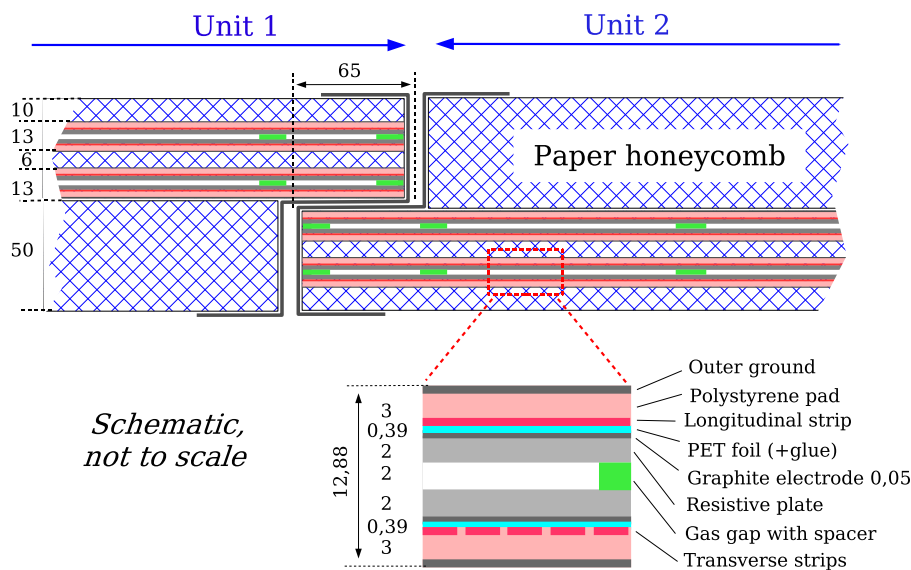 Unit 1
Unit 2
65
10
13
6
13
50
Paper honeycomb
Schematic,
not to scale
12,88
3
0,39
2
2
2
0,39
3
Outer ground
Polystyrene pad
Longitudinal strip
PET foil (+glue)
Graphite electrode 0,05
Resistive plate
Gas gap with spacer
Transverse strips